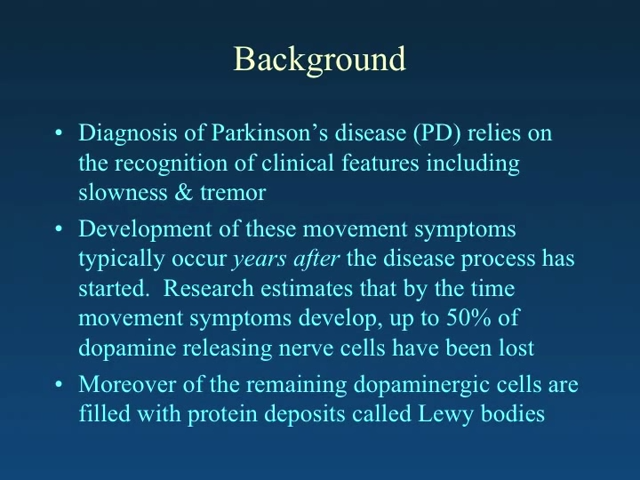 Background
• Diagnosis of Parkinson's disease (PD) relies on
the recognition of clinical features including
slowness & tremor
• Development of these movement symptoms
typically occur years after the disease process has
started.  Research estimates that by the time
movement symptoms develop, up to 50% of
dopamine releasing nerve cells have been lost
• Moreover of the remaining dopaminergic cells are
filled with protein deposits called Lewy bodies